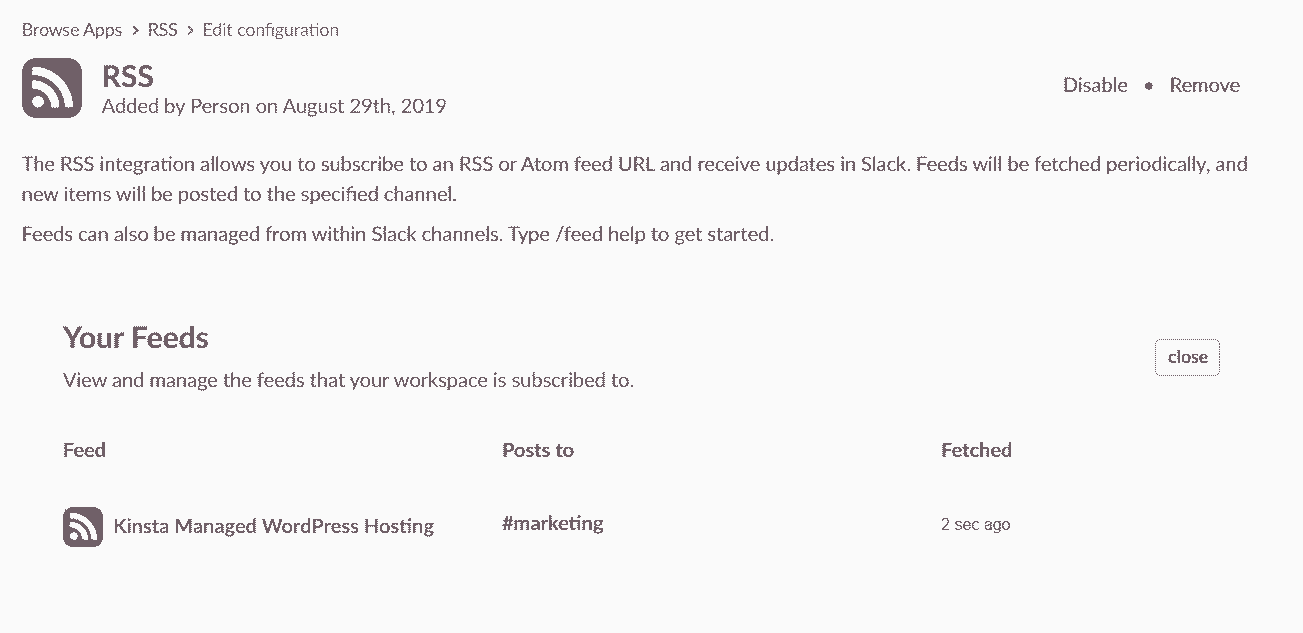 Browse Apps > RSS > Edit configuration
RSS
Added by Person on August 29th, 2019
Disable • Remove
The RSS integration allows you to subscribe to an RSS or Atom feed URL and receive updates in Slack. Feeds will be fetched periodically, and
new items will be posted to the specified channel.
Feeds can also be managed from within Slack channels. Type /feed help to get started.
Your Feeds
close
View and manage the feeds that your workspace is subscribed to.
Feed Posts to Fetched
Kinsta Managed WordPress Hosting #marketing 2 sec ago